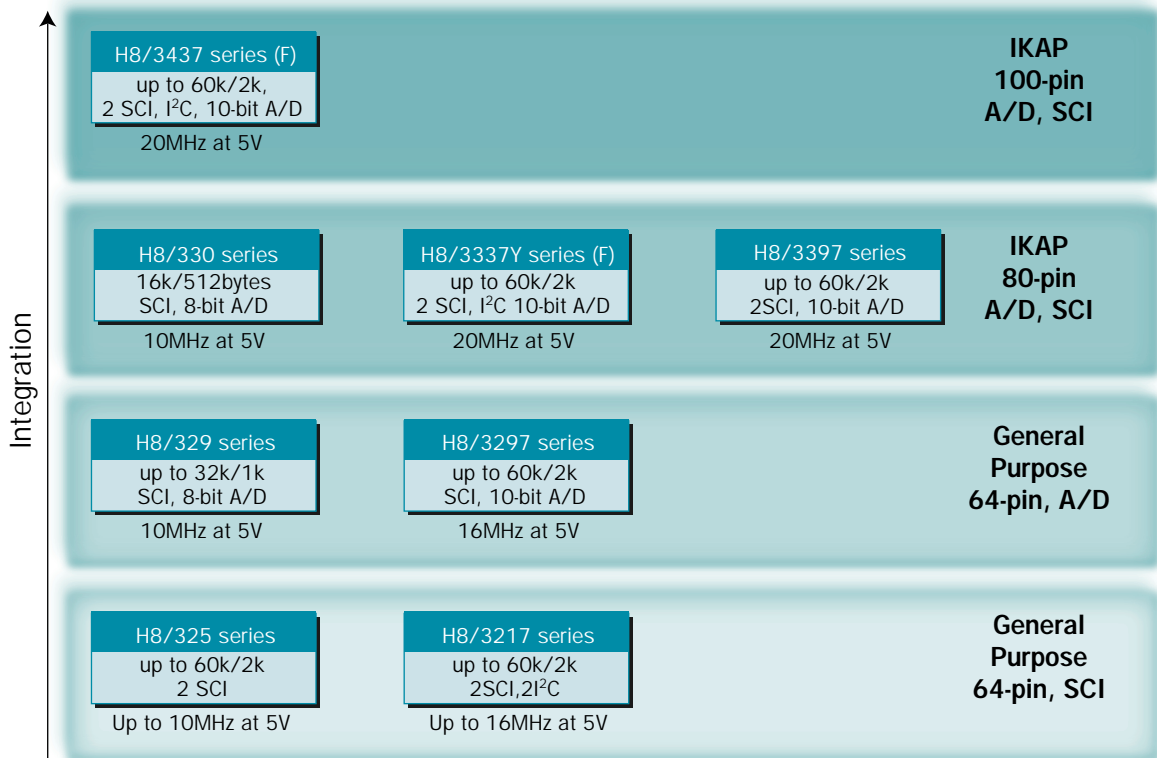 Integration
H8/3437 series (F)
up to 60k/2k,
2 SCI, I²C, 10-bit A/D
20MHz at 5V
IKAP
100-pin
A/D, SCI
H8/330 series
16k/512bytes
SCI, 8-bit A/D
10MHz at 5V
H8/3337Y series (F)
up to 60k/2k
2 SCI, I²C 10-bit A/D
20MHz at 5V
H8/3397 series
up to 60k/2k
2SCI, 10-bit A/D
20MHz at 5V
IKAP
80-pin
A/D, SCI
H8/329 series
up to 32k/1k
SCI, 8-bit A/D
10MHz at 5V
H8/3297 series
up to 60k/2k
SCI, 10-bit A/D
16MHz at 5V
General
Purpose
64-pin, A/D
H8/325 series
up to 60k/2k
2 SCI
Up to 10MHz at 5V
H8/3217 series
up to 60k/2k
2SCI,2I²C
Up to 16MHz at 5V
General
Purpose
64-pin, SCI